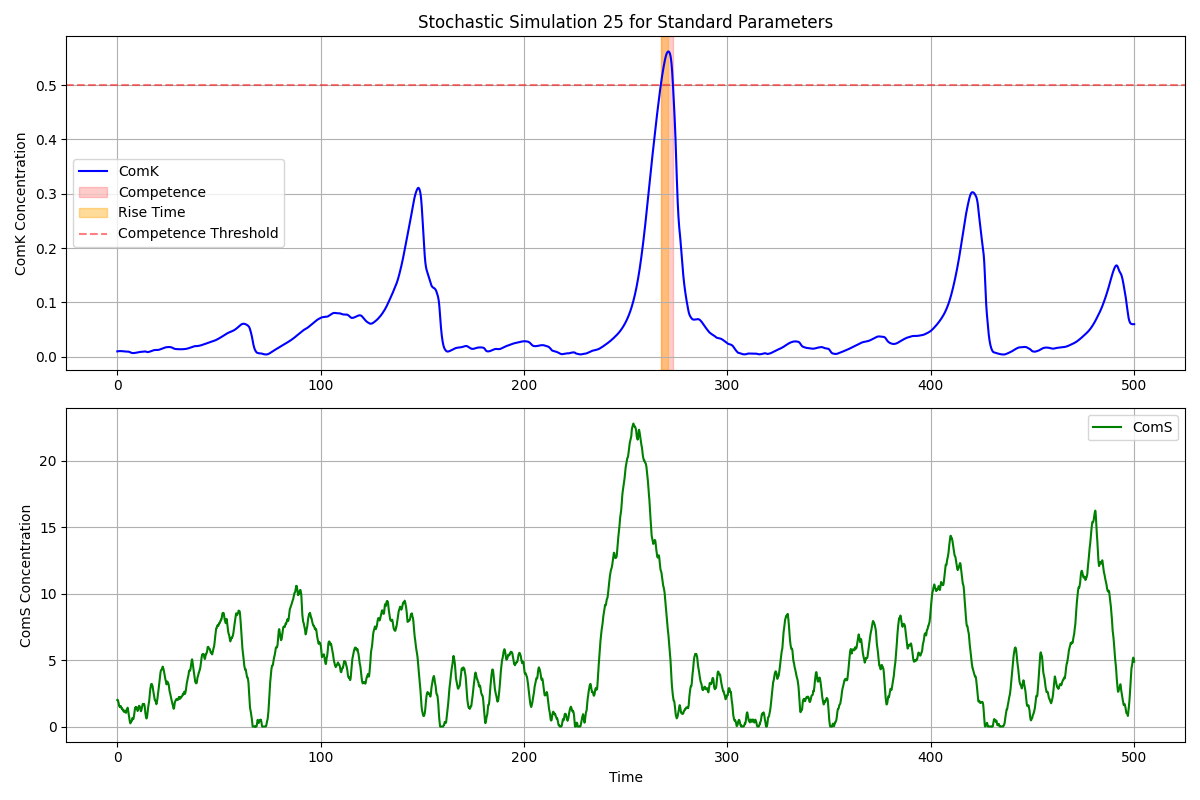 Stochastic Simulation 25 for Standard Parameters
ComK Concentration
0.5
0.4
0.3
0.2
0.1
0.0
ComK
Competence
Rise Time
Competence Threshold
0 100 200 300 400 500
ComS Concentration
20
15
10
5
0
ComS
0 100 200 300 400 500
Time